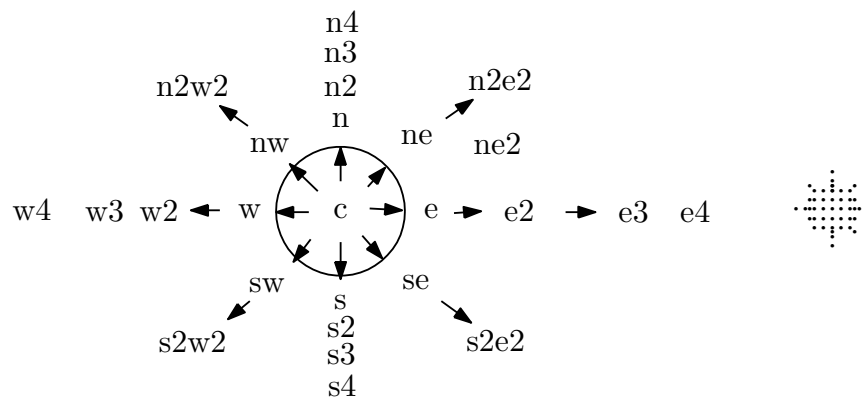 n4
n3
n2w2 n2 n2e2
n
nw ne ne2
w4 w3 w2 w c e e2 e3 e4
sw s se
s2w2 s2 s2e2
s3
s4